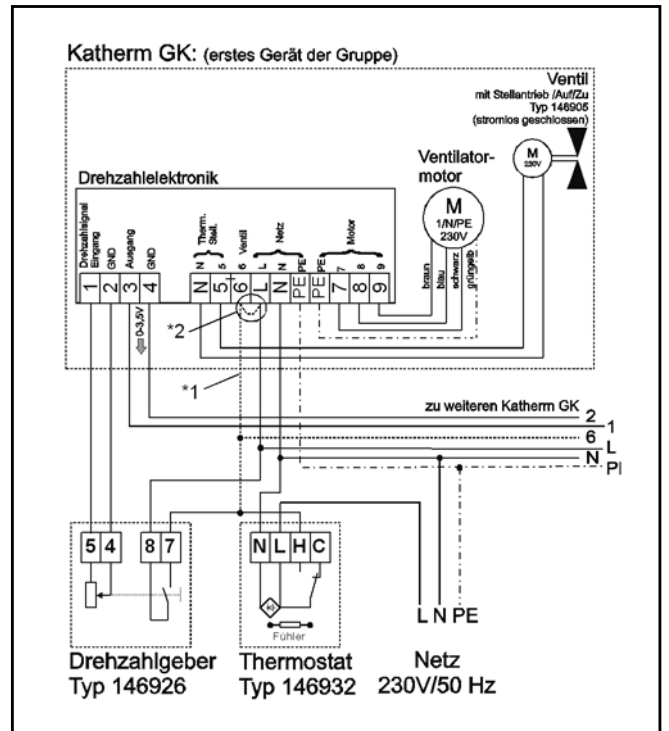 Katherm GK: (erstes Gerät der Gruppe)
Ventil
mit Stellantrieb /Auf/Zu
Typ 146905
(stromlos geschlossen)
M
230V
Ventilator-
motor
M
1/N/PE
230V
Drehzahlelektronik
Drehzahlsignal
Eingang
GND
Ausgang
GND
Therm.
Stell.
Ventil
Netz
Motor
N 5 6 L N PE PE 7 8 9
1 2 3 4 N 5 6 L N PE PE 7 8 9
braun
blau
schwarz
grüngelb
0-3,5V
*2
*1
zu weiteren Katherm GK
2
1
6
L
N
PI
5 4 8 7 N L H C
Fühler
L N PE
Drehzahlgeber
Typ 146926
Thermostat
Typ 146932
Netz
230V/50 Hz